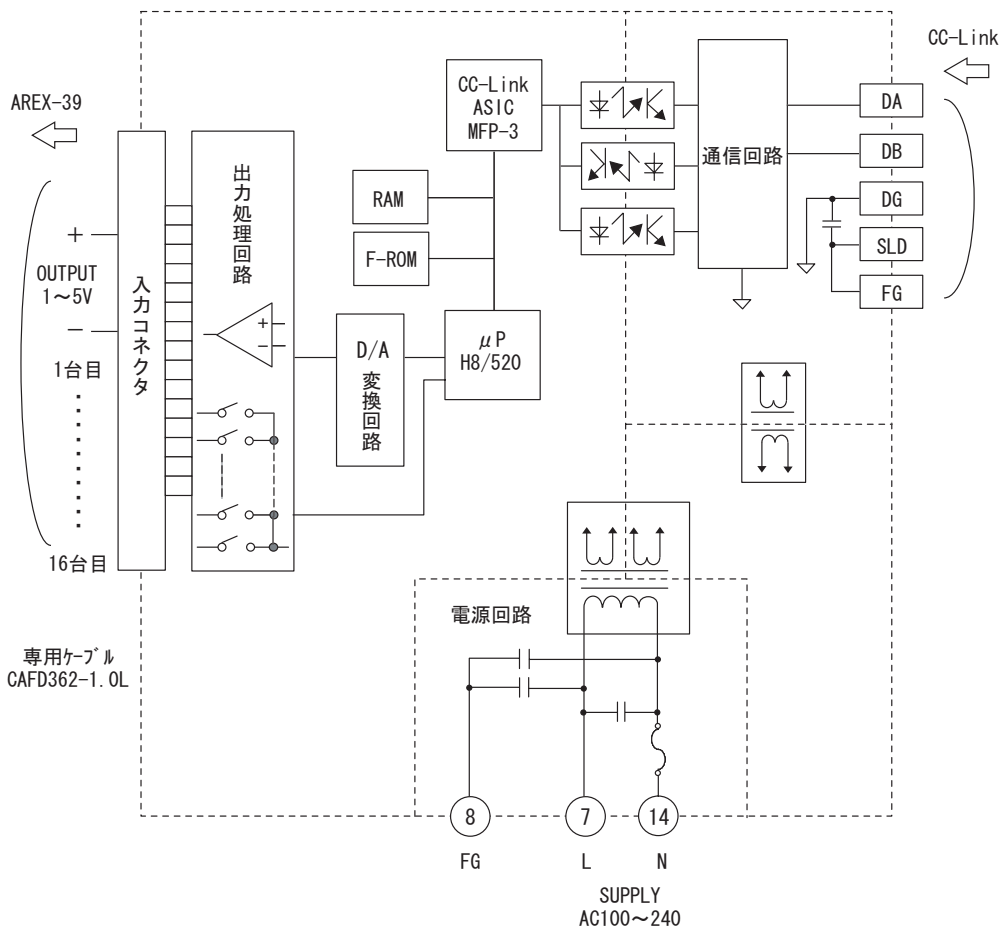 CC-Link
AREX-39
CC-Link
ASIC
MFP-3
通信回路
DA
DB
DG
SLD
FG
出力処理回路
RAM
F-ROM
+
OUTPUT
1～5V
−
入力コネクタ
+
−
D/A
変換回路
μP
H8/520
1台目
16台目
電源回路
専用ｹｰﾌﾞﾙ
CAFD362-1.0L
8
7
14
FG
L
N
SUPPLY
AC100～240